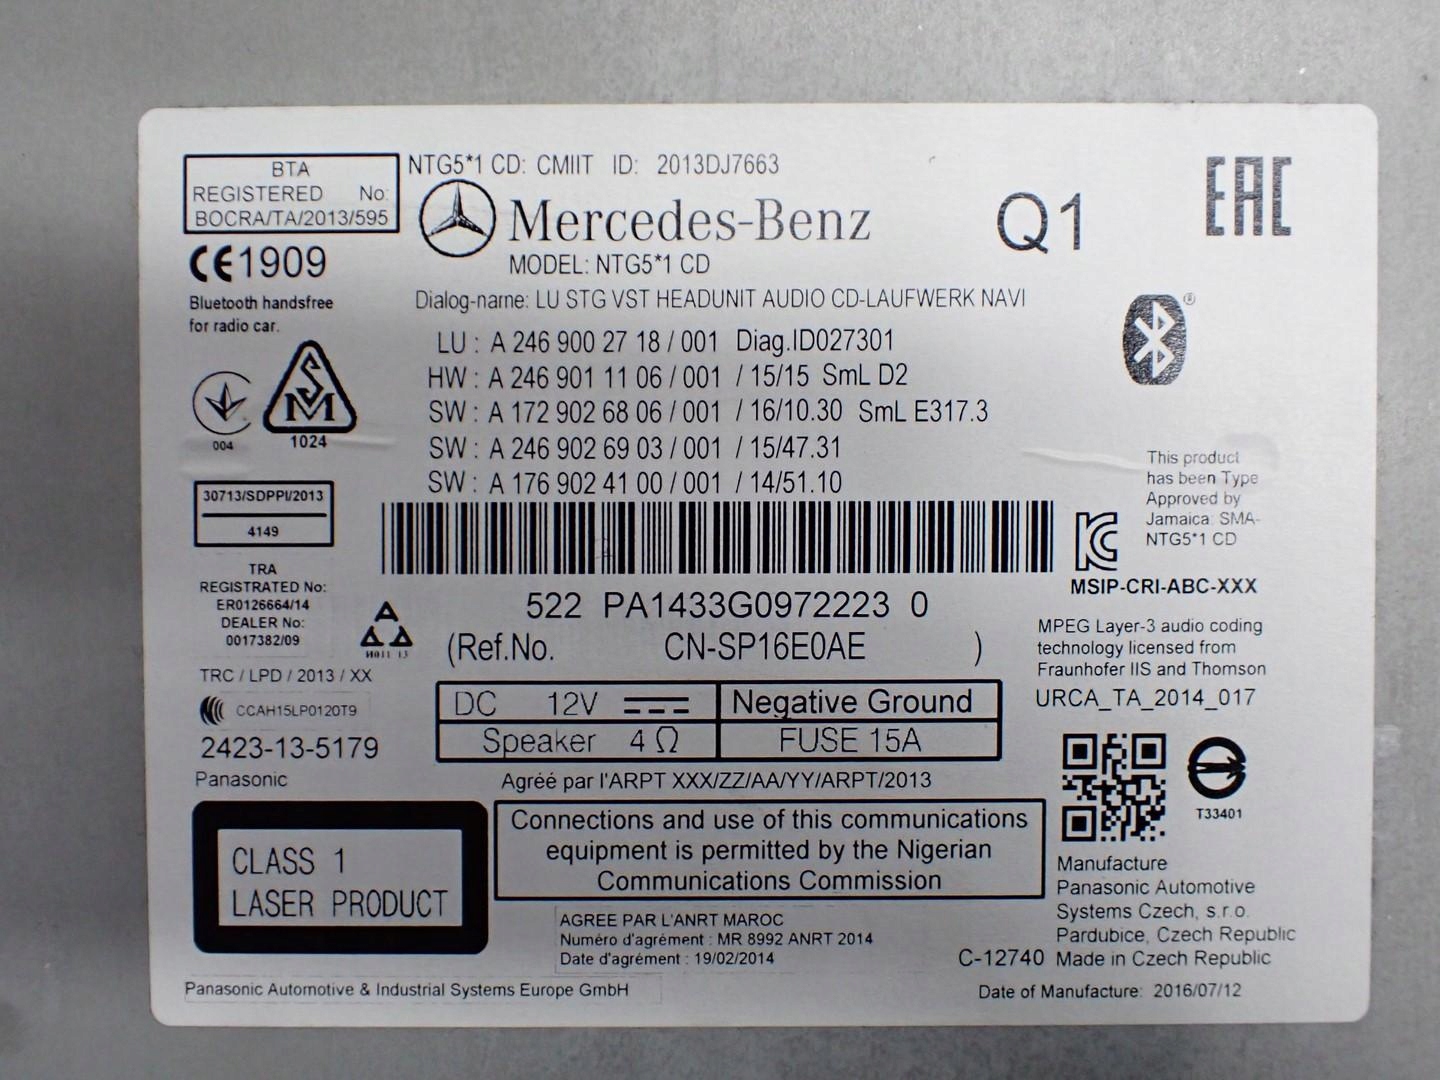 BTA
REGISTERED No:
BOCRA/TA/2013/595
NTG5*1 CD: CMIIT ID: 2013DJ7663
Mercedes-Benz
MODEL: NTG5*1 CD
Q1
EAC
CE1909
Bluetooth handsfree
for radio car.
Dialog-name: LU STG VST HEADUNIT AUDIO CD-LAUFWERK NAVI
®
LU : A 246 900 27 18 / 001 Diag.ID027301
HW : A 246 901 11 06 / 001 / 15/15 SmL D2
SW : A 172 902 68 06 / 001 / 16/10.30 SmL E317.3
SW : A 246 902 69 03 / 001 / 15/47.31
SW : A 176 902 41 00 / 001 / 14/51.10
004
S
M
1024
30713/SDPPI/2013
4149
TRA
REGISTRATED No:
ER0126664/14
DEALER No:
0017382/09
TRC / LPD / 2013 / XX
CCAH15LP0120T9
2423-13-5179
Panasonic
H011 13
522 PA1433G0972223 0
(Ref.No. CN-SP16E0AE )
DC 12V Negative Ground
Speaker 4 Ω FUSE 15A
Agréé par l'ARPT XXX/ZZ/AA/YY/ARPT/2013
Connections and use of this communications
equipment is permitted by the Nigerian
Communications Commission
This product
has been Type
Approved by
Jamaica: SMA-
NTG5*1 CD
KC
MSIP-CRI-ABC-XXX
MPEG Layer-3 audio coding
technology licensed from
Fraunhofer IIS and Thomson
URCA_TA_2014_017
T33401
CLASS 1
LASER PRODUCT
AGREE PAR L'ANRT MAROC
Numéro d'agrément : MR 8992 ANRT 2014
Date d'agrément : 19/02/2014
Manufacture
Panasonic Automotive
Systems Czech, s.r.o.
Pardubice, Czech Republic
C-12740 Made in Czech Republic
Panasonic Automotive & Industrial Systems Europe GmbH
Date of Manufacture: 2016/07/12